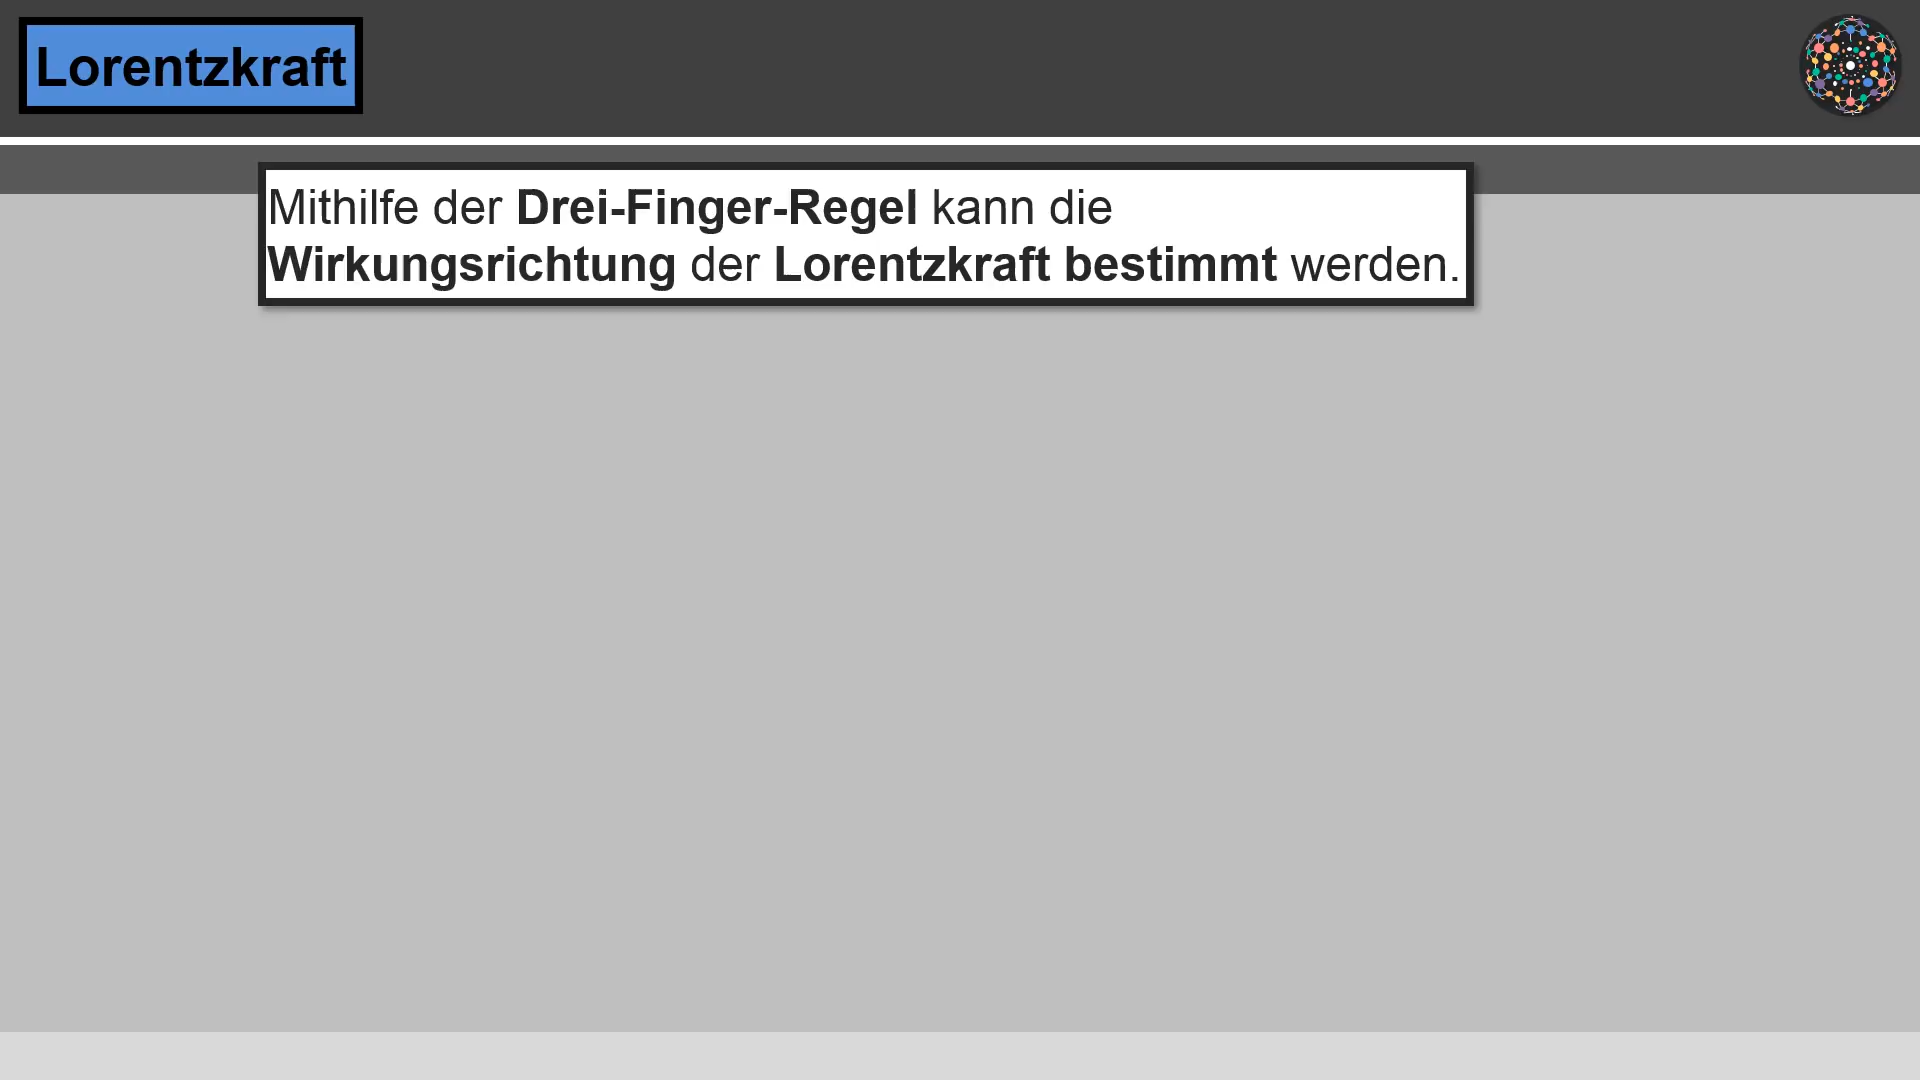 Lorentzkraft
Mithilfe der Drei-Finger-Regel kann die
Wirkungsrichtung der Lorentzkraft bestimmt werden.